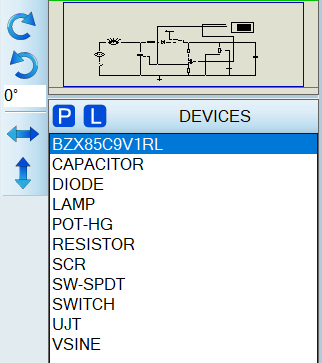 0°
P L DEVICES
BZX85C9V1RL
CAPACITOR
DIODE
LAMP
POT-HG
RESISTOR
SCR
SW-SPDT
SWITCH
UJT
VSINE